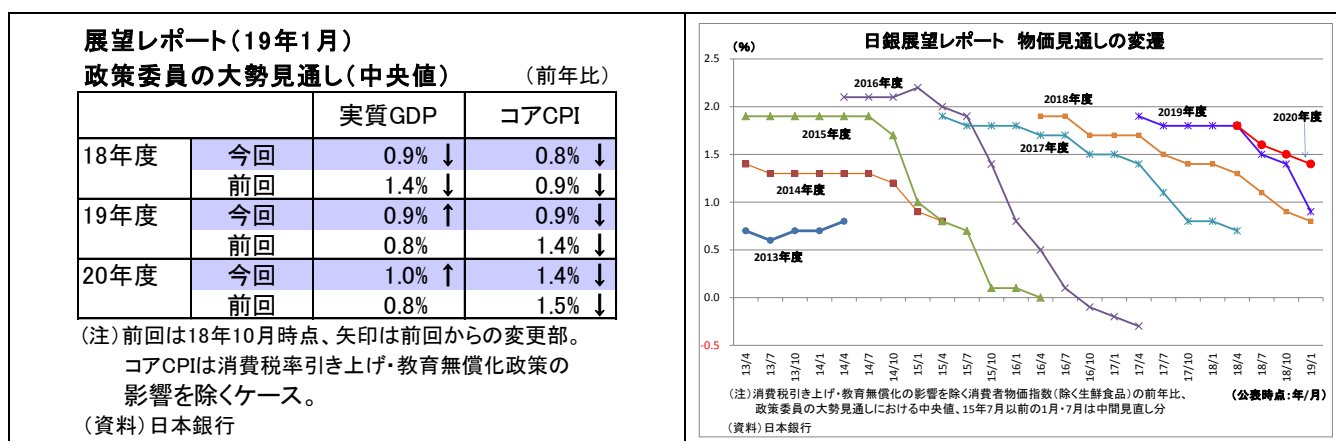 展望レポート(19年1月)
政策委員の大勢見通し(中央値) (前年比)
実質GDP コアCPI
18年度 今回 0.9% ↓ 0.8% ↓
前回 1.4% ↓ 0.9% ↓
19年度 今回 0.9% ↑ 0.9% ↓
前回 0.8% 1.4% ↓
20年度 今回 1.0% ↑ 1.4% ↓
前回 0.8% 1.5% ↓
(注)前回は18年10月時点、矢印は前回からの変更部。
コアCPIは消費税率引き上げ・教育無償化政策の
影響を除くケース。
(資料)日本銀行
日銀展望レポート 物価見通しの変遷
(%)
2.5
2.0
1.5
1.0
0.5
0.0
-0.5
2016年度
2018年度
2019年度
2020年度
2015年度
2017年度
2014年度
2013年度
13/4 13/7 13/10 14/1 14/4 14/7 14/10 15/1 15/4 15/7 15/10 16/1 16/4 16/7 16/10 17/1 17/4 17/7 17/10 18/1 18/4 18/7 18/10 19/1
(注)消費税引き上げ・教育無償化の影響を除く消費者物価指数(除く生鮮食品)の前年比、 (公表時点:年/月)
政策委員の大勢見通しにおける中央値、15年7月以前の1月・7月は中間見直し分
(資料)日本銀行